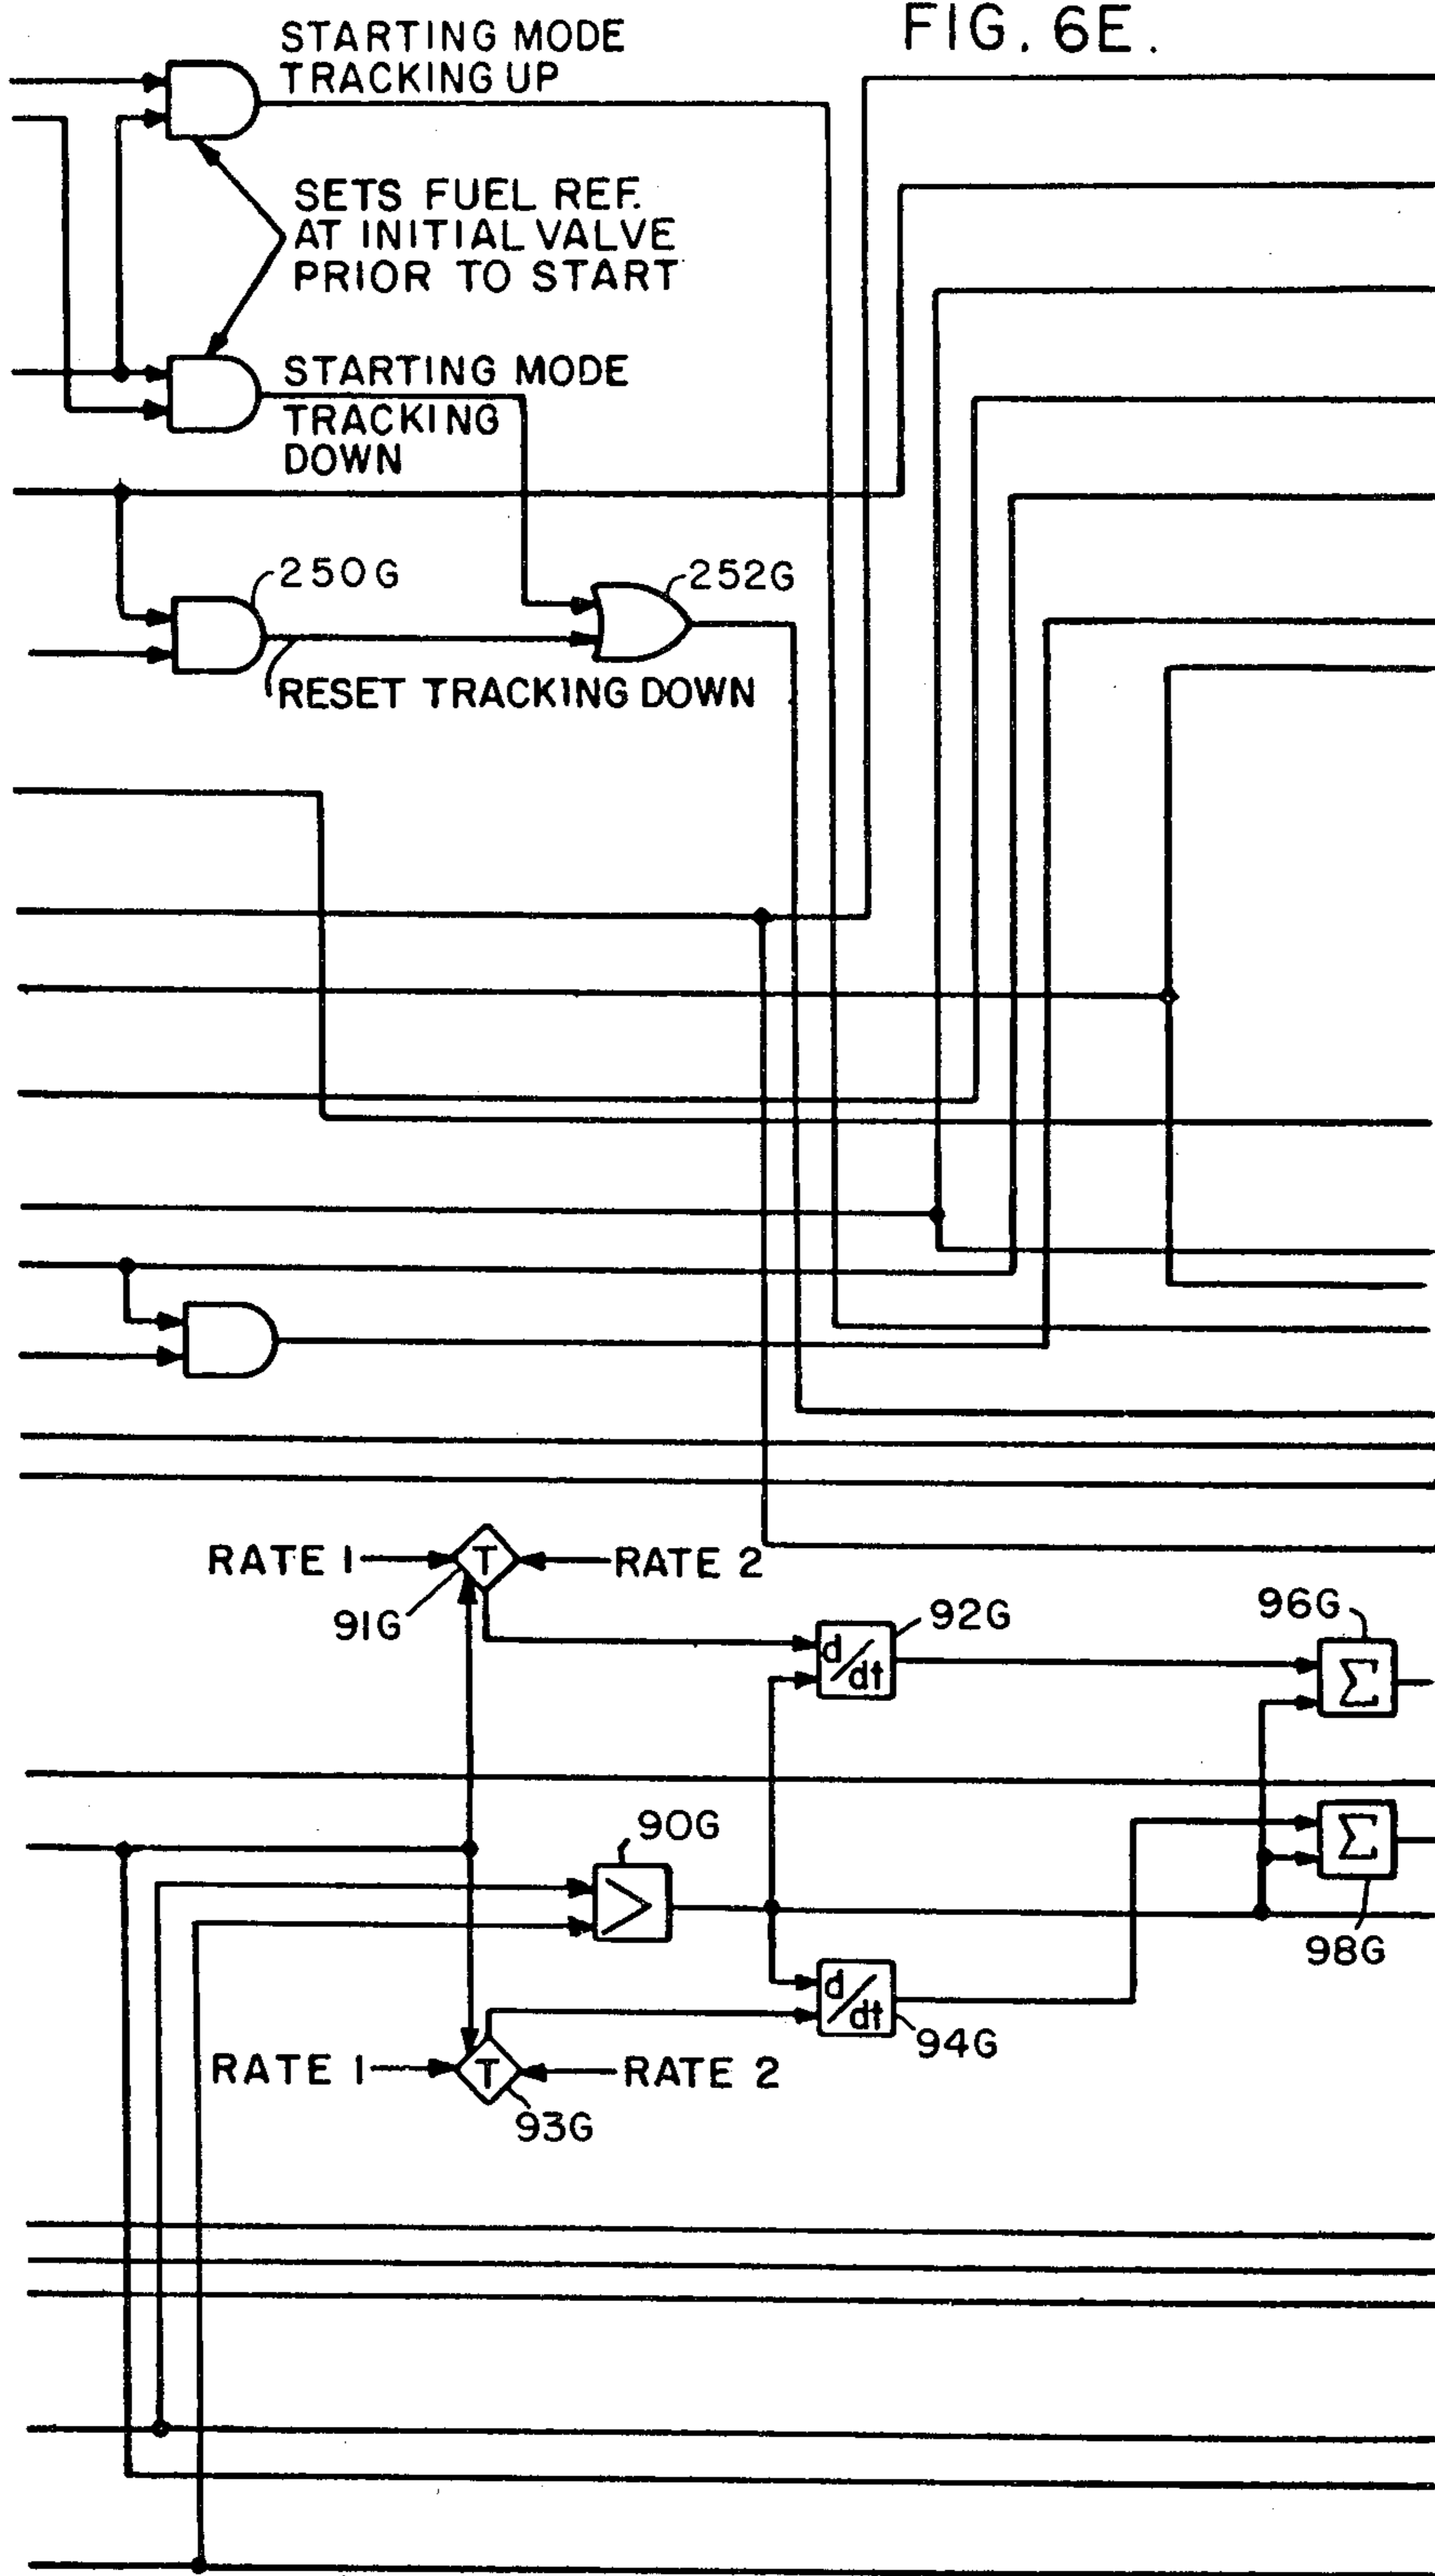 FIG. 6E.
STARTING MODE
TRACKING UP
SETS FUEL REF.
AT INITIAL VALVE
PRIOR TO START
STARTING MODE
TRACKING
DOWN
250G
252G
RESET TRACKING DOWN
RATE 1
T
RATE 2
91G
d/dt
92G
96G
Σ
90G
>
Σ
98G
d/dt
94G
RATE 1
T
RATE 2
93G